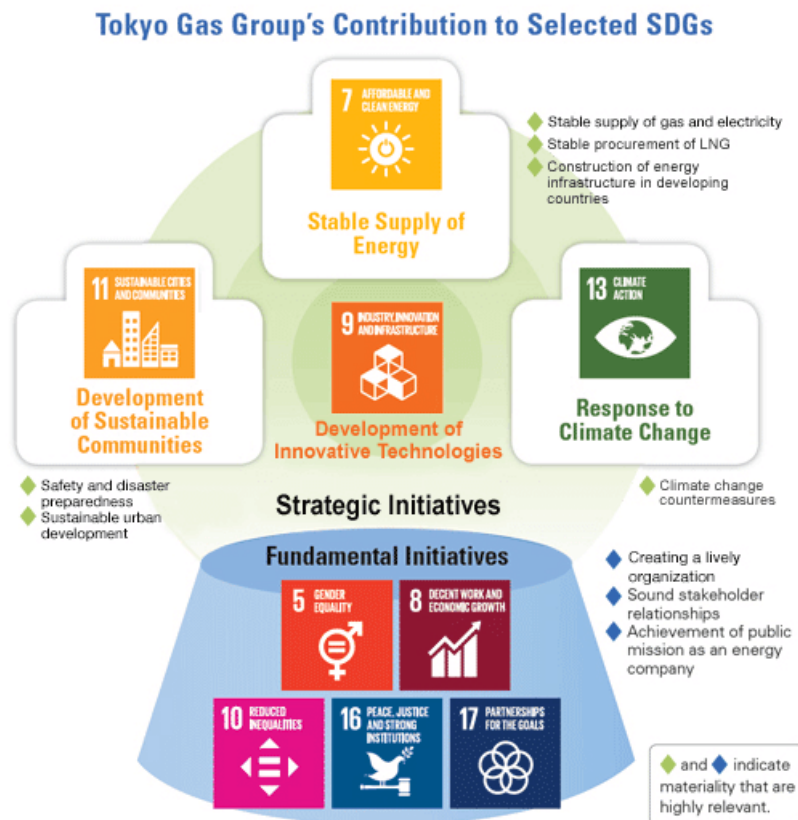 Tokyo Gas Group's Contribution to Selected SDGs
7 AFFORDABLE AND
CLEAN ENERGY
Stable Supply of
Energy
Stable supply of gas and electricity
Stable procurement of LNG
Construction of energy
infrastructure in developing
countries
11 SUSTAINABLE CITIES
AND COMMUNITIES
Development
of Sustainable
Communities
Safety and disaster
preparedness
Sustainable urban
development
9 INDUSTRY, INNOVATION
AND INFRASTRUCTURE
Development of
Innovative Technologies
13 CLIMATE
ACTION
Response to
Climate Change
Climate change
countermeasures
Strategic Initiatives
Fundamental Initiatives
5 GENDER
EQUALITY
8 DECENT WORK AND
ECONOMIC GROWTH
10 REDUCED
INEQUALITIES
16 PEACE, JUSTICE
AND STRONG
INSTITUTIONS
17 PARTNERSHIPS
FOR THE GOALS
Creating a lively
organization
Sound stakeholder
relationships
Achievement of public
mission as an energy
company
and indicate
materiality that are
highly relevant.